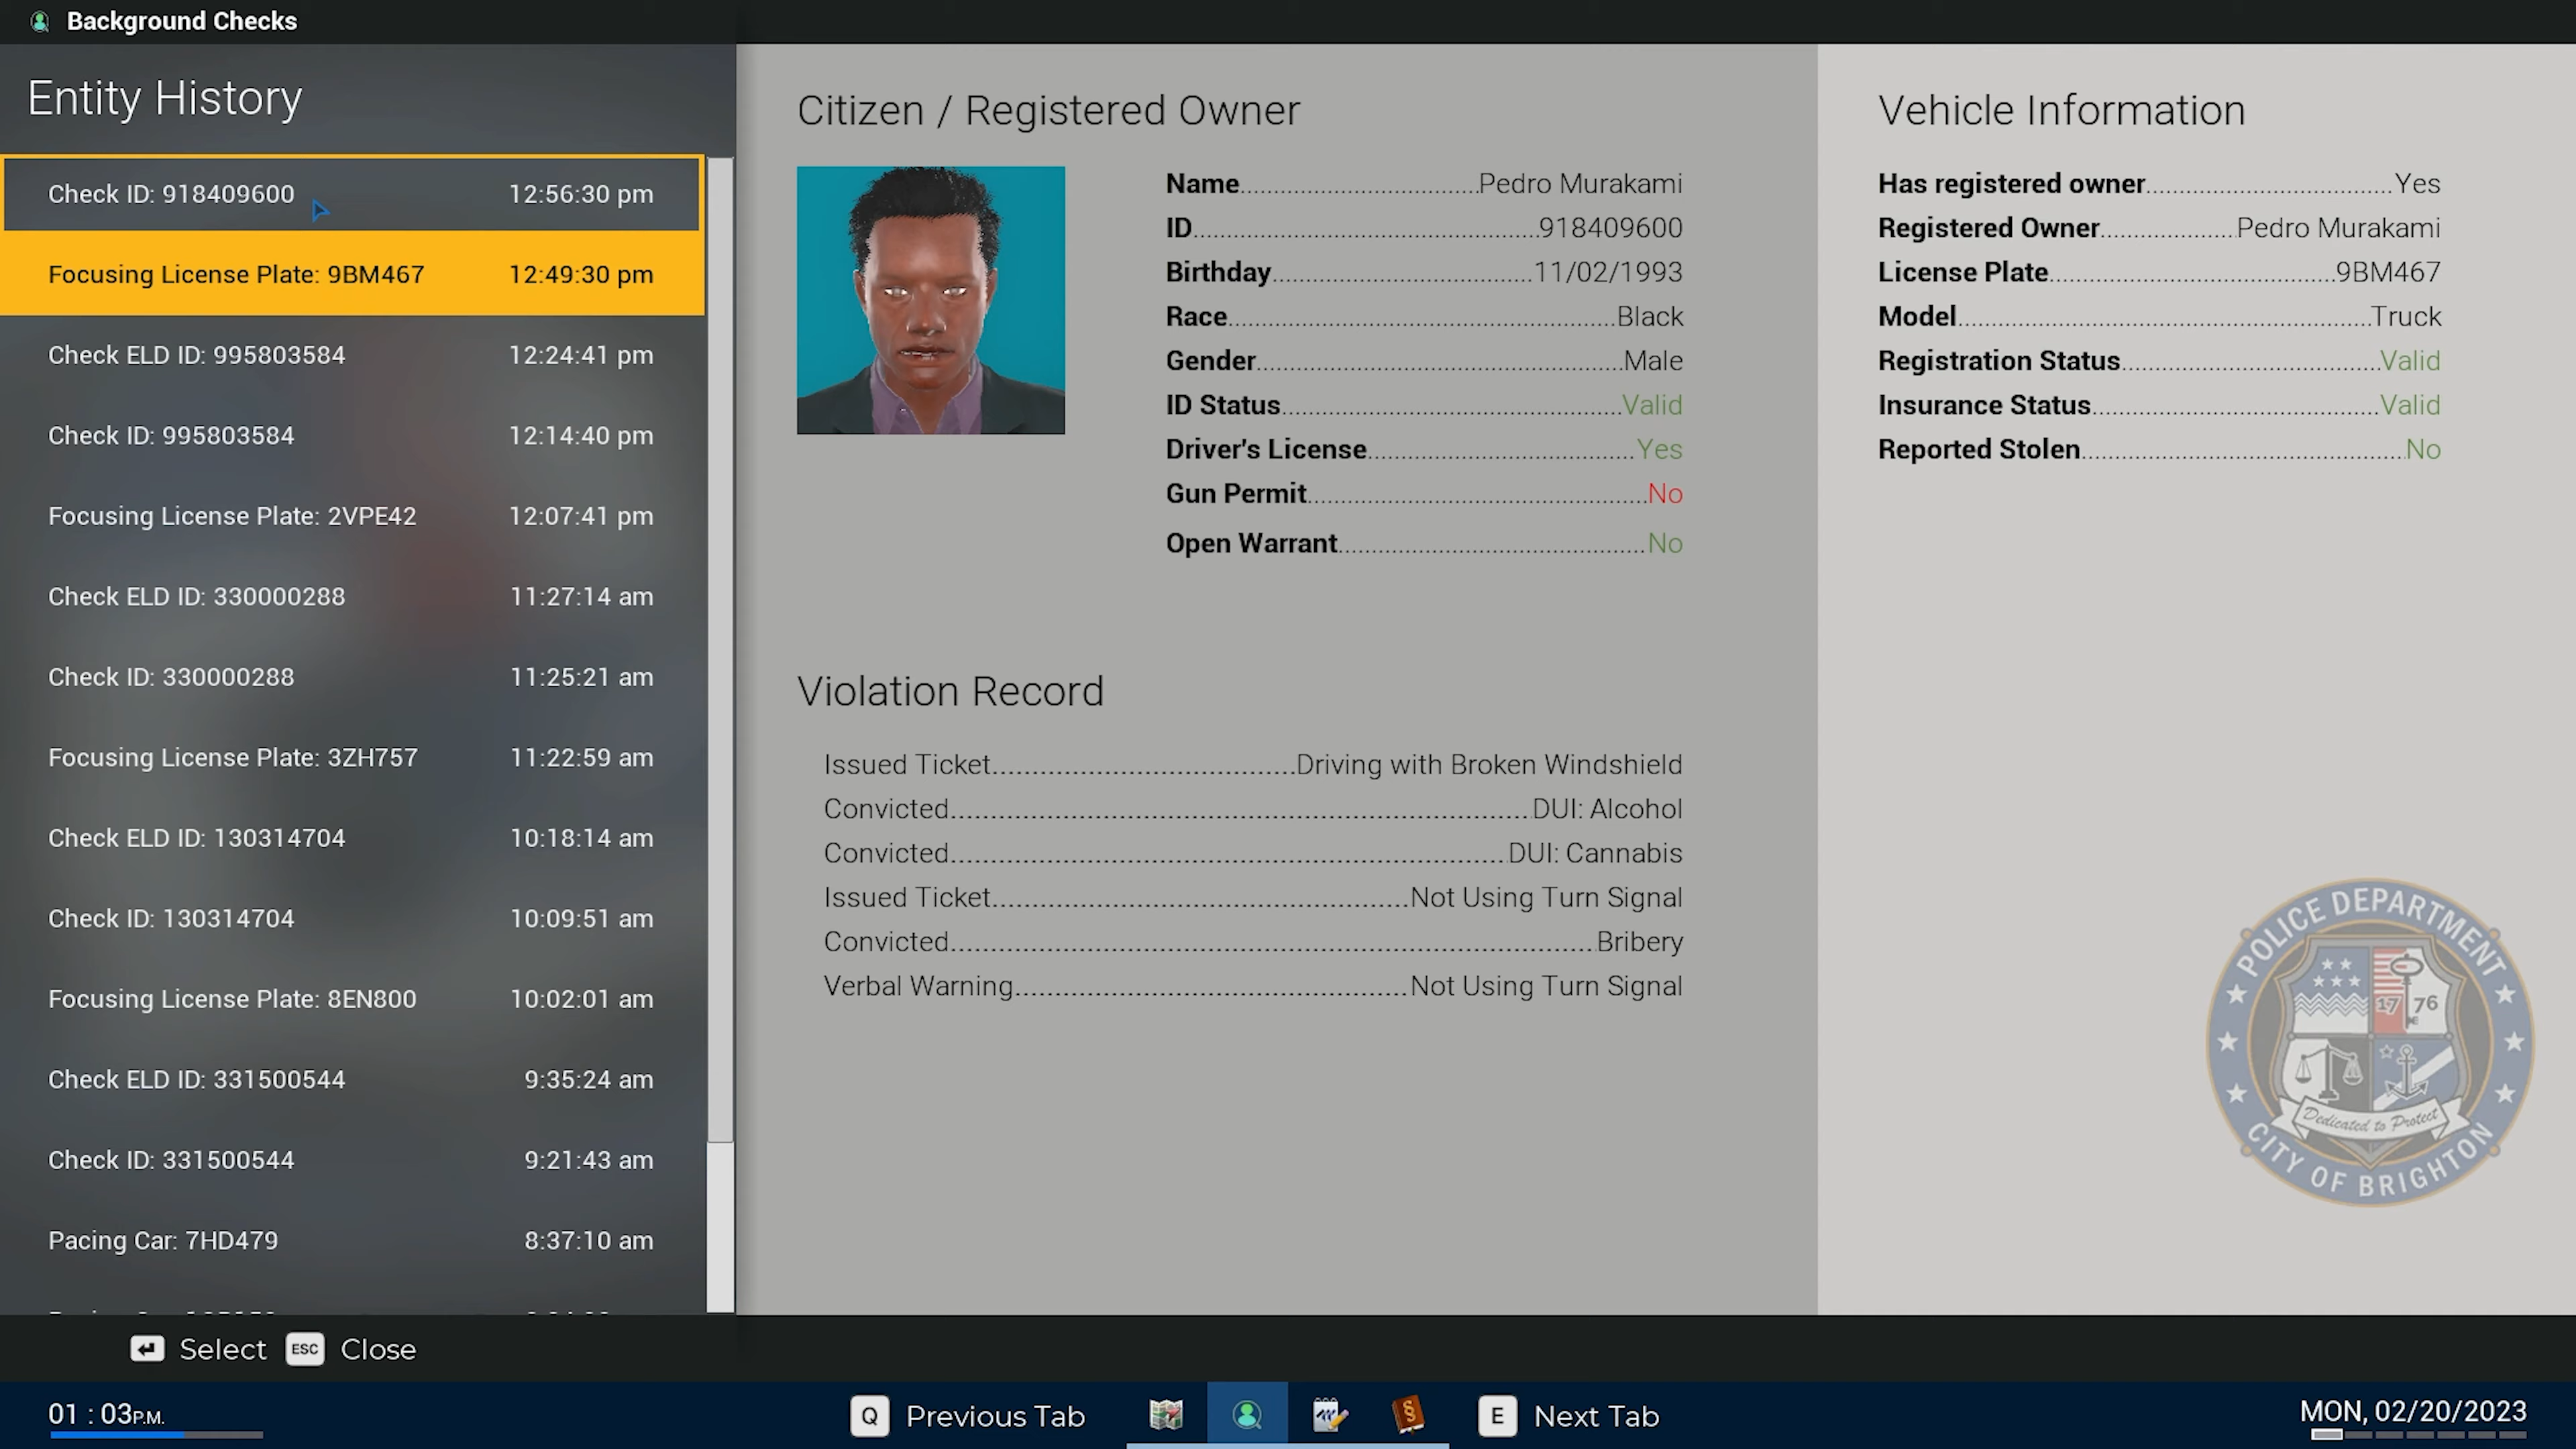 Background Checks
Entity History
Check ID: 918409600 12:56:30 pm
Focusing License Plate: 9BM467 12:49:30 pm
Check ELD ID: 995803584 12:24:41 pm
Check ID: 995803584 12:14:40 pm
Focusing License Plate: 2VPE42 12:07:41 pm
Check ELD ID: 330000288 11:27:14 am
Check ID: 330000288 11:25:21 am
Focusing License Plate: 3ZH757 11:22:59 am
Check ELD ID: 130314704 10:18:14 am
Check ID: 130314704 10:09:51 am
Focusing License Plate: 8EN800 10:02:01 am
Check ELD ID: 331500544 9:35:24 am
Check ID: 331500544 9:21:43 am
Pacing Car: 7HD479 8:37:10 am
Citizen / Registered Owner
Name Pedro Murakami
ID 918409600
Birthday 11/02/1993
Race Black
Gender Male
ID Status Valid
Driver's License Yes
Gun Permit No
Open Warrant No
Violation Record
Issued Ticket Driving with Broken Windshield
Convicted DUI: Alcohol
Convicted DUI: Cannabis
Issued Ticket Not Using Turn Signal
Convicted Bribery
Verbal Warning Not Using Turn Signal
Vehicle Information
Has registered owner Yes
Registered Owner Pedro Murakami
License Plate 9BM467
Model Truck
Registration Status Valid
Insurance Status Valid
Reported Stolen No
POLICE DEPARTMENT
17 76
Dedicated to Protect
CITY OF BRIGHTON
Select ESC Close
01 : 03 P.M.
Q Previous Tab
§
E Next Tab
MON, 02/20/2023